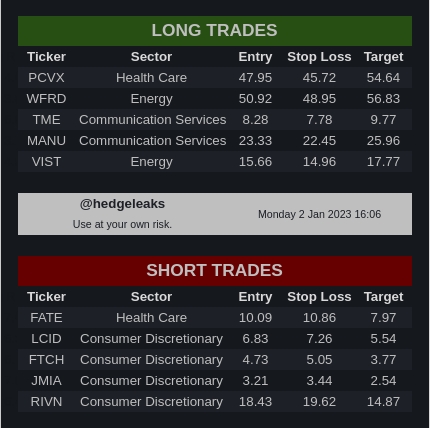 LONG TRADES
Ticker Sector Entry Stop Loss Target
PCVX Health Care 47.95 45.72 54.64
WFRD Energy 50.92 48.95 56.83
TME Communication Services 8.28 7.78 9.77
MANU Communication Services 23.33 22.45 25.96
VIST Energy 15.66 14.96 17.77
@hedgeleaks
Use at your own risk.
Monday 2 Jan 2023 16:06
SHORT TRADES
Ticker Sector Entry Stop Loss Target
FATE Health Care 10.09 10.86 7.97
LCID Consumer Discretionary 6.83 7.26 5.54
FTCH Consumer Discretionary 4.73 5.05 3.77
JMIA Consumer Discretionary 3.21 3.44 2.54
RIVN Consumer Discretionary 18.43 19.62 14.87